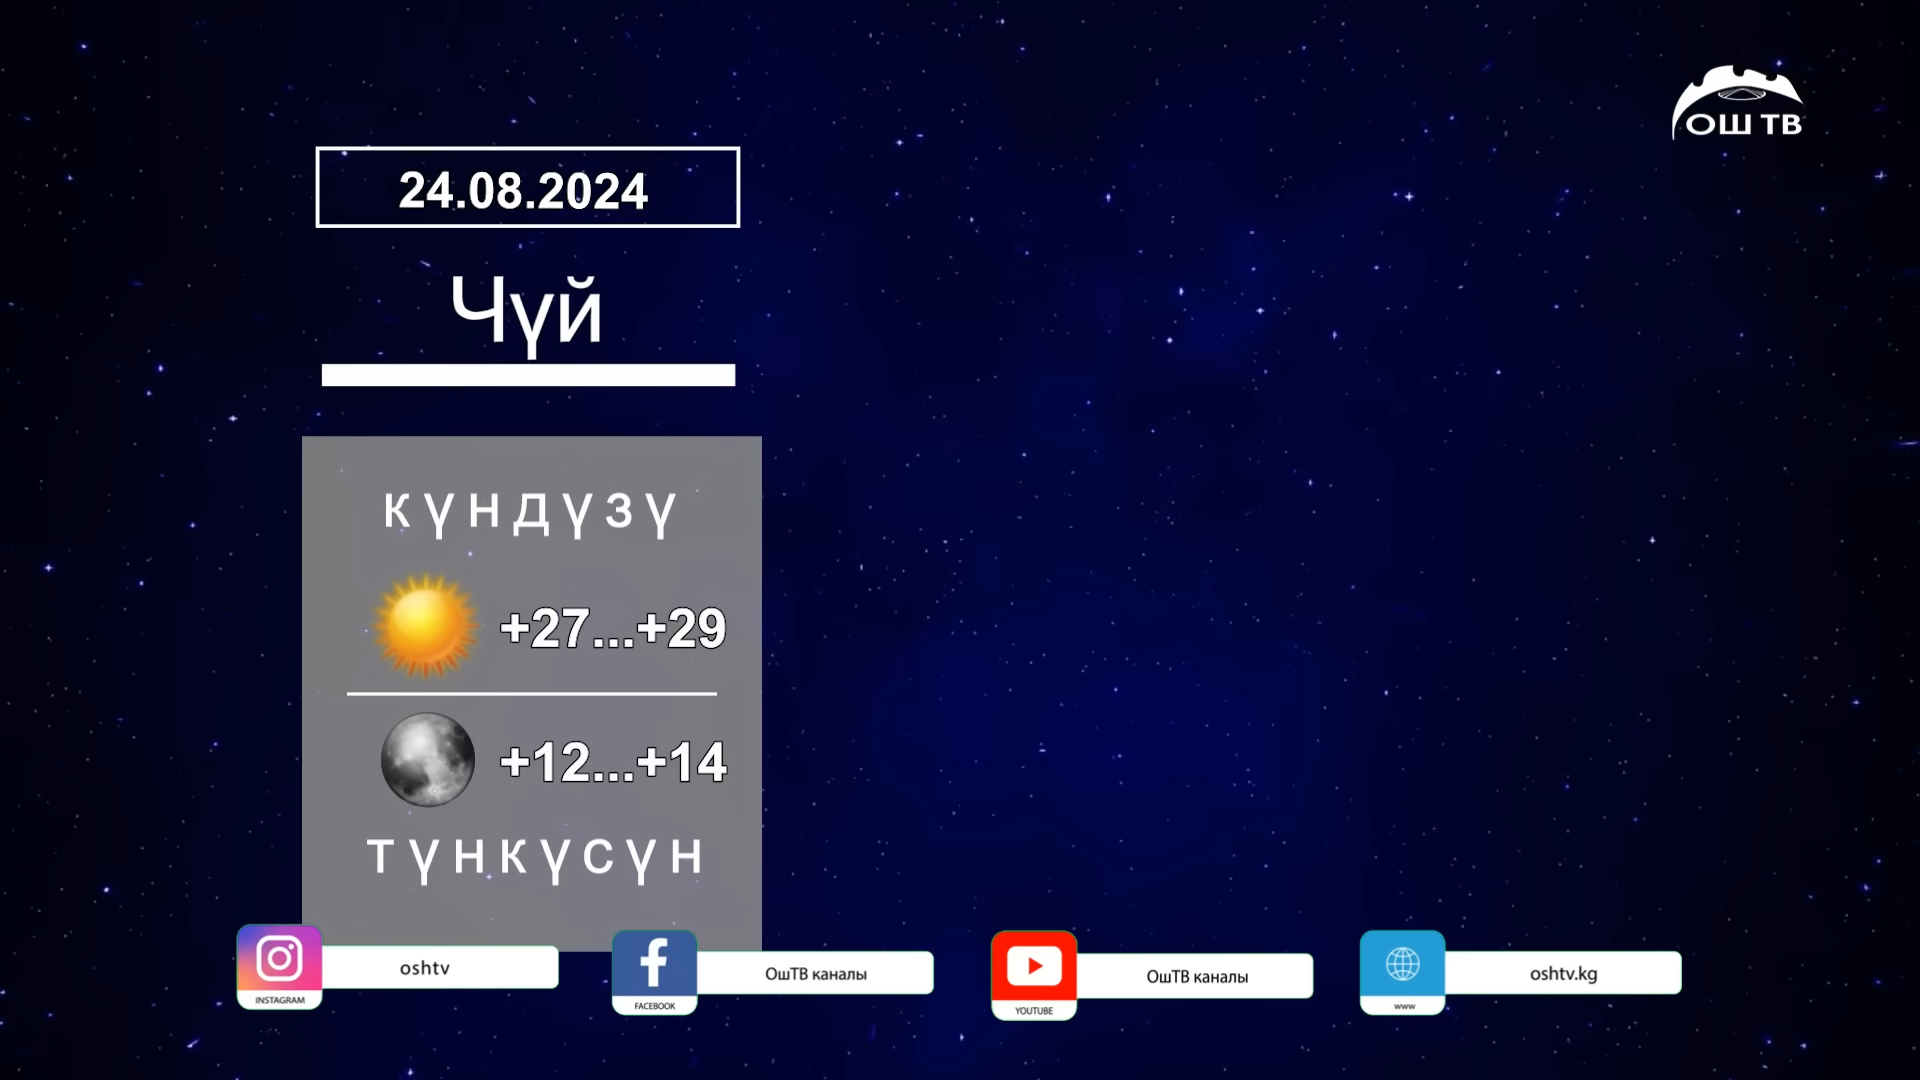 ОШ ТВ
24.08.2024
Чүй
күндүзү
+27...+29
+12...+14
түнкүсүн
oshtv
INSTAGRAM
ОшТВ каналы
FACEBOOK
ОшТВ каналы
YOUTUBE
oshtv.kg
www